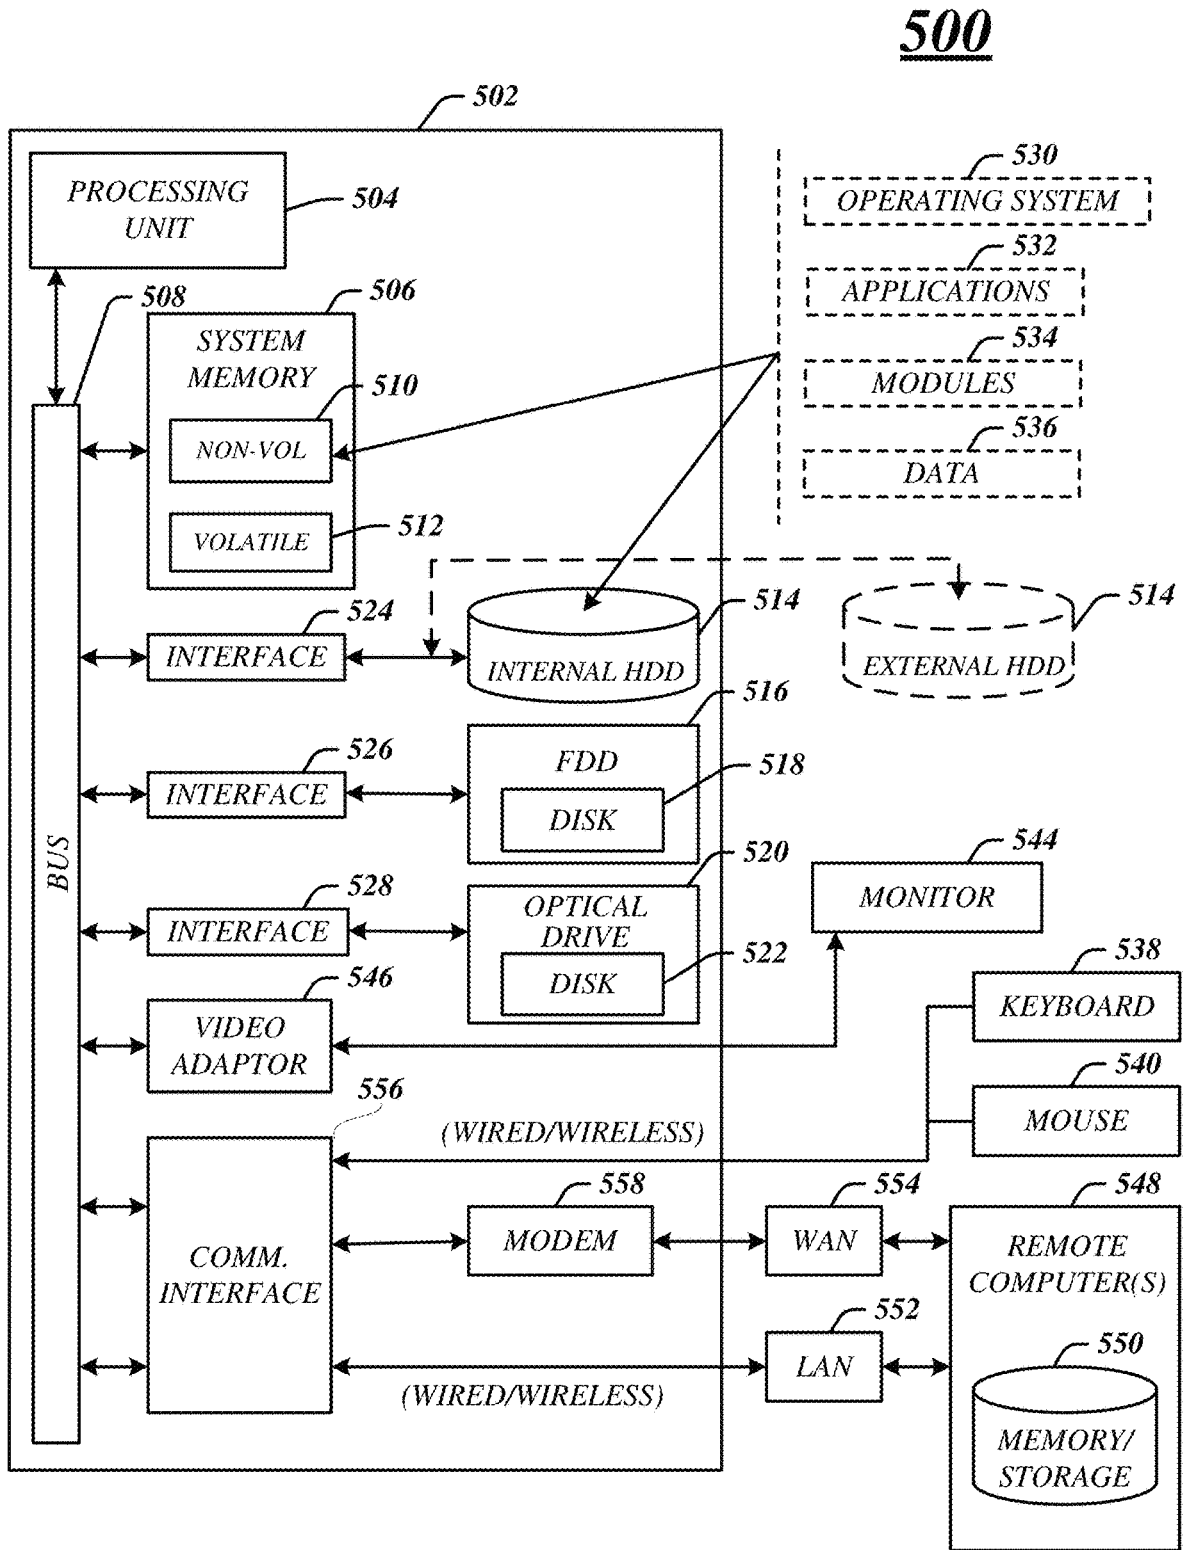 500
502
PROCESSING
UNIT
504
508
506
SYSTEM
MEMORY
510
NON-VOL
512
VOLATILE
530
OPERATING SYSTEM
532
APPLICATIONS
534
MODULES
536
DATA
524
INTERFACE
514
INTERNAL HDD
514
EXTERNAL HDD
516
526
INTERFACE
FDD
518
DISK
BUS
520
528
INTERFACE
OPTICAL
DRIVE
522
DISK
544
MONITOR
546
VIDEO
ADAPTOR
538
KEYBOARD
556
540
MOUSE
(WIRED/WIRELESS)
COMM.
INTERFACE
558
MODEM
554
WAN
548
REMOTE
COMPUTER(S)
552
LAN
(WIRED/WIRELESS)
550
MEMORY/
STORAGE